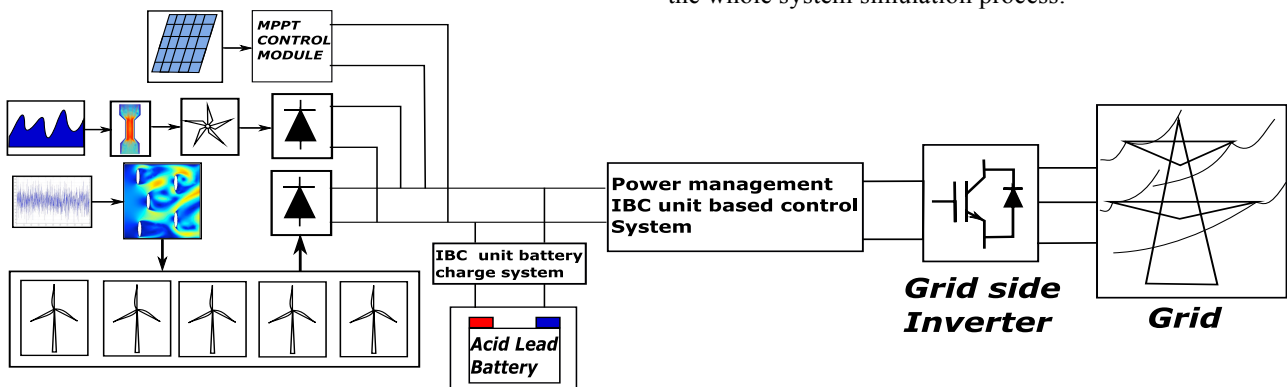 the whole system simulation process.
MPPT
CONTROL
MODULE
Power management
IBC unit based control
System
IBC unit battery
charge system
Acid Lead
Battery
Grid side
Inverter
Grid